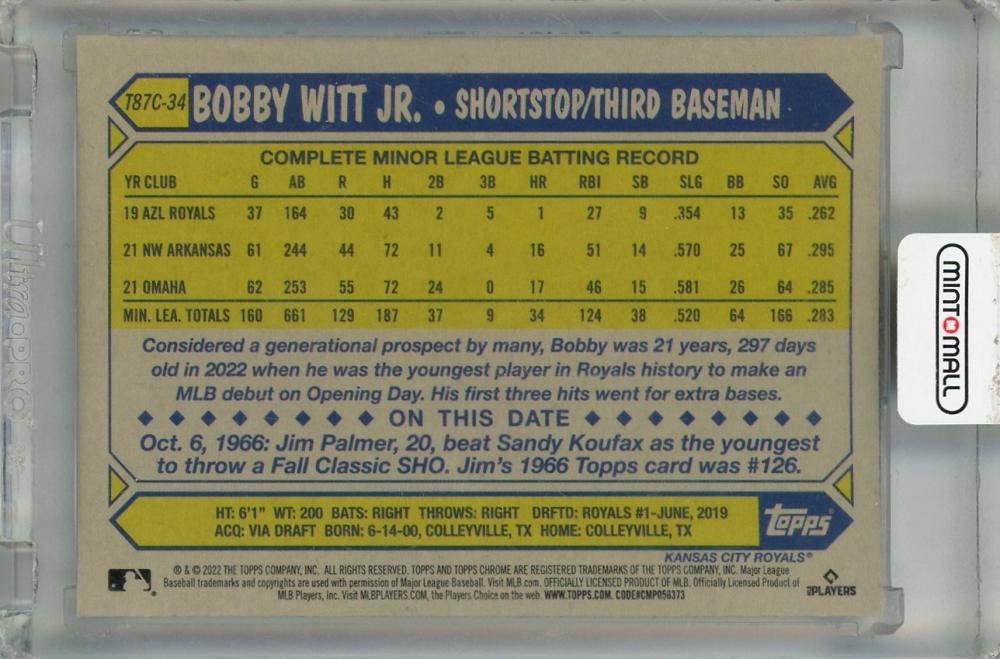 T87C-34 BOBBY WITT JR. • SHORTSTOP/THIRD BASEMAN
COMPLETE MINOR LEAGUE BATTING RECORD
YR CLUB G AB R H 2B 3B HR RBI SB SLG BB SO AVG
19 AZL ROYALS 37 164 30 43 2 5 1 27 9 .354 13 35 .262
21 NW ARKANSAS 61 244 44 72 11 4 16 51 14 .570 25 67 .295
21 OMAHA 62 253 55 72 24 0 17 46 15 .581 26 64 .285
MIN. LEA. TOTALS 160 661 129 187 37 9 34 124 38 .520 64 166 .283
Considered a generational prospect by many, Bobby was 21 years, 297 days
old in 2022 when he was the youngest player in Royals history to make an
MLB debut on Opening Day. His first three hits went for extra bases.
ON THIS DATE
Oct. 6, 1966: Jim Palmer, 20, beat Sandy Koufax as the youngest
to throw a Fall Classic SHO. Jim's 1966 Topps card was #126.
HT: 6'1" WT: 200 BATS: RIGHT THROWS: RIGHT DRFTD: ROYALS #1-JUNE, 2019
ACQ: VIA DRAFT BORN: 6-14-00, COLLEYVILLE, TX HOME: COLLEYVILLE, TX
Topps
KANSAS CITY ROYALS®
® & © 2022 THE TOPPS COMPANY, INC. ALL RIGHTS RESERVED. TOPPS AND TOPPS CHROME ARE REGISTERED TRADEMARKS OF THE TOPPS COMPANY, INC. Major League
Baseball trademarks and copyrights are used with permission of Major League Baseball. Visit MLB.com. OFFICIALLY LICENSED PRODUCT OF MLB. Officially Licensed Product of
MLB Players, Inc. Visit MLBPLAYERS.COM, the Players Choice on the web. WWW.TOPPS.COM. CODE#CMP056373
MLBPLAYERS
UltraPRO
MINTOMALL